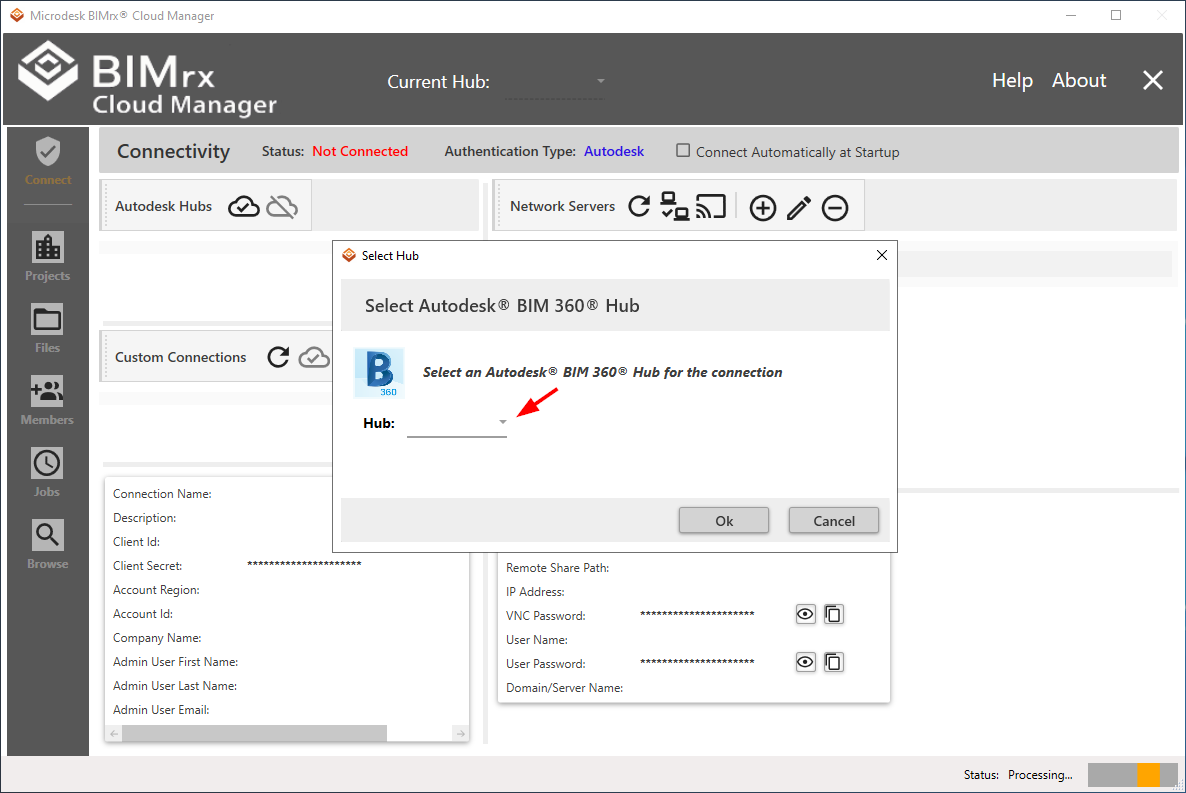 Microdesk BIMrx® Cloud Manager
BIMrx
Cloud Manager
Current Hub:
Help About
Connectivity Status: Not Connected Authentication Type: Autodesk Connect Automatically at Startup
Connect
Projects
Files
Members
Jobs
Browse
Autodesk Hubs
Network Servers
Custom Connections
Select Hub
Select Autodesk® BIM 360® Hub
B
360
Select an Autodesk® BIM 360® Hub for the connection
Hub:
Ok Cancel
Connection Name:
Description:
Client Id:
Client Secret: *********************
Account Region:
Account Id:
Company Name:
Admin User First Name:
Admin User Last Name:
Admin User Email:
Remote Share Path:
IP Address:
VNC Password: *********************
User Name:
User Password: *********************
Domain/Server Name:
Status: Processing...